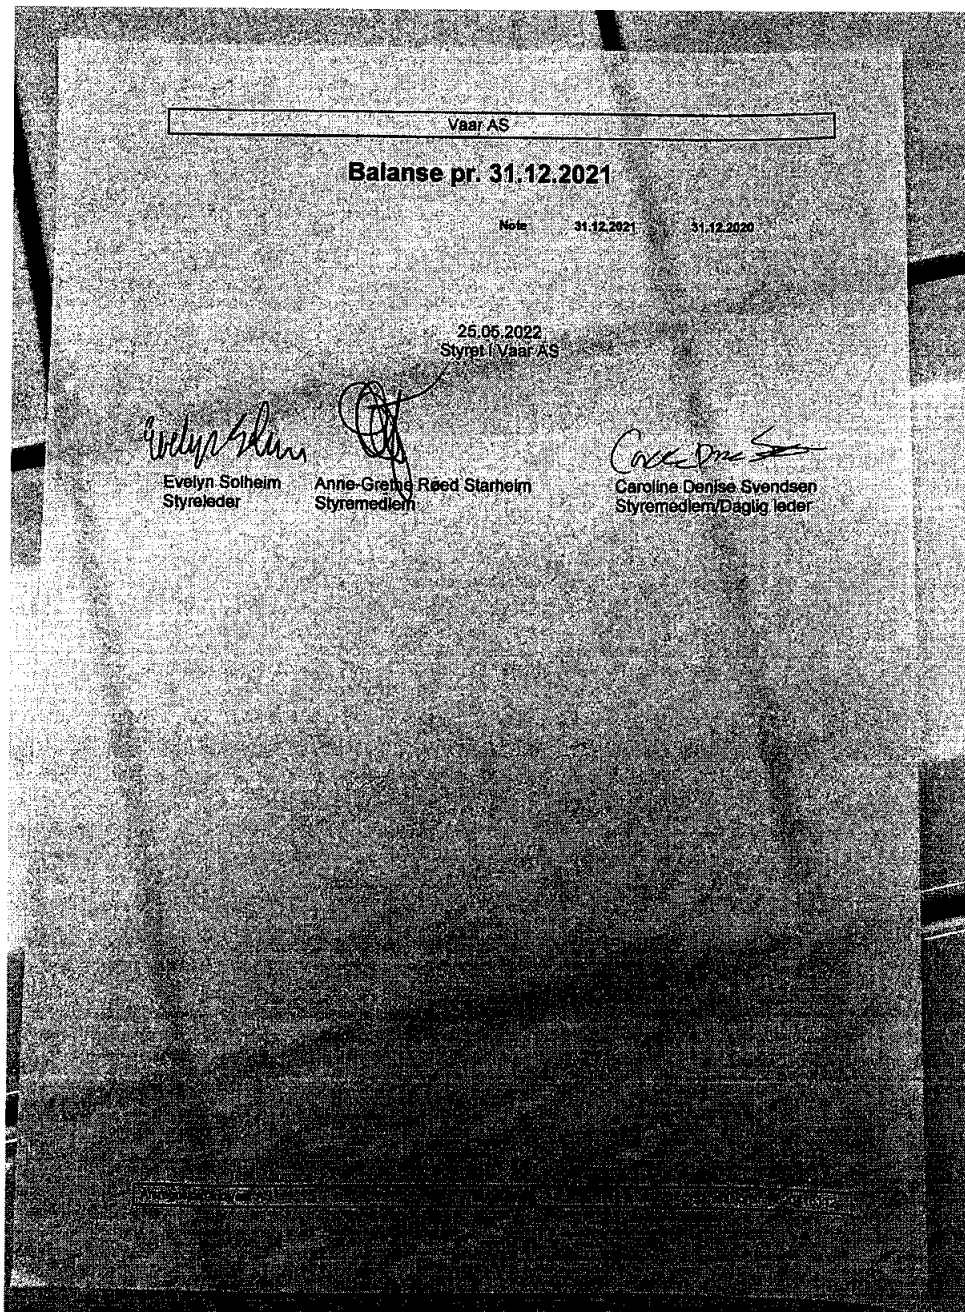 Vaar AS
Balanse pr. 31.12.2021
Note 31.12.2021 31.12.2020
25.05.2022
Styret i Vaar AS
Evelyn Solheim Anne-Grethe Røed Starheim Caroline Denise Svendsen
Styreleder Styremedlem Styremedlem/Daglig leder